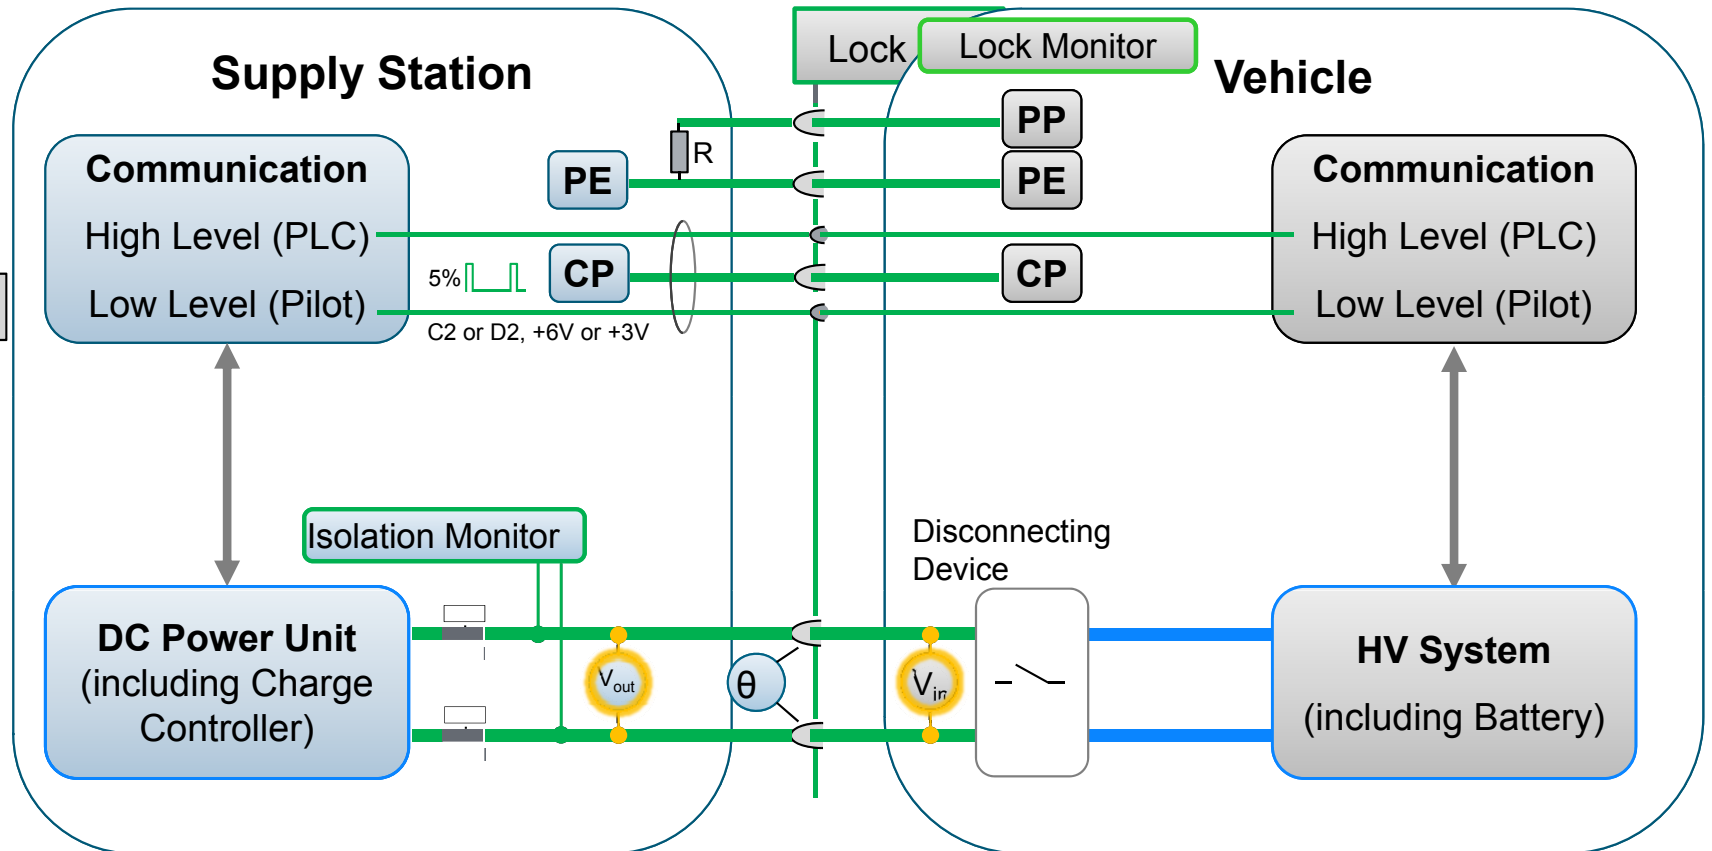 Supply Station
Lock
Lock Monitor
Vehicle
Communication
High Level (PLC)
Low Level (Pilot)
PE
R
5%
CP
C2 or D2, +6V or +3V
PP
PE
CP
Communication
High Level (PLC)
Low Level (Pilot)
Isolation Monitor
Disconnecting
Device
DC Power Unit
(including Charge
Controller)
Vout
θ
Vin
HV System
(including Battery)